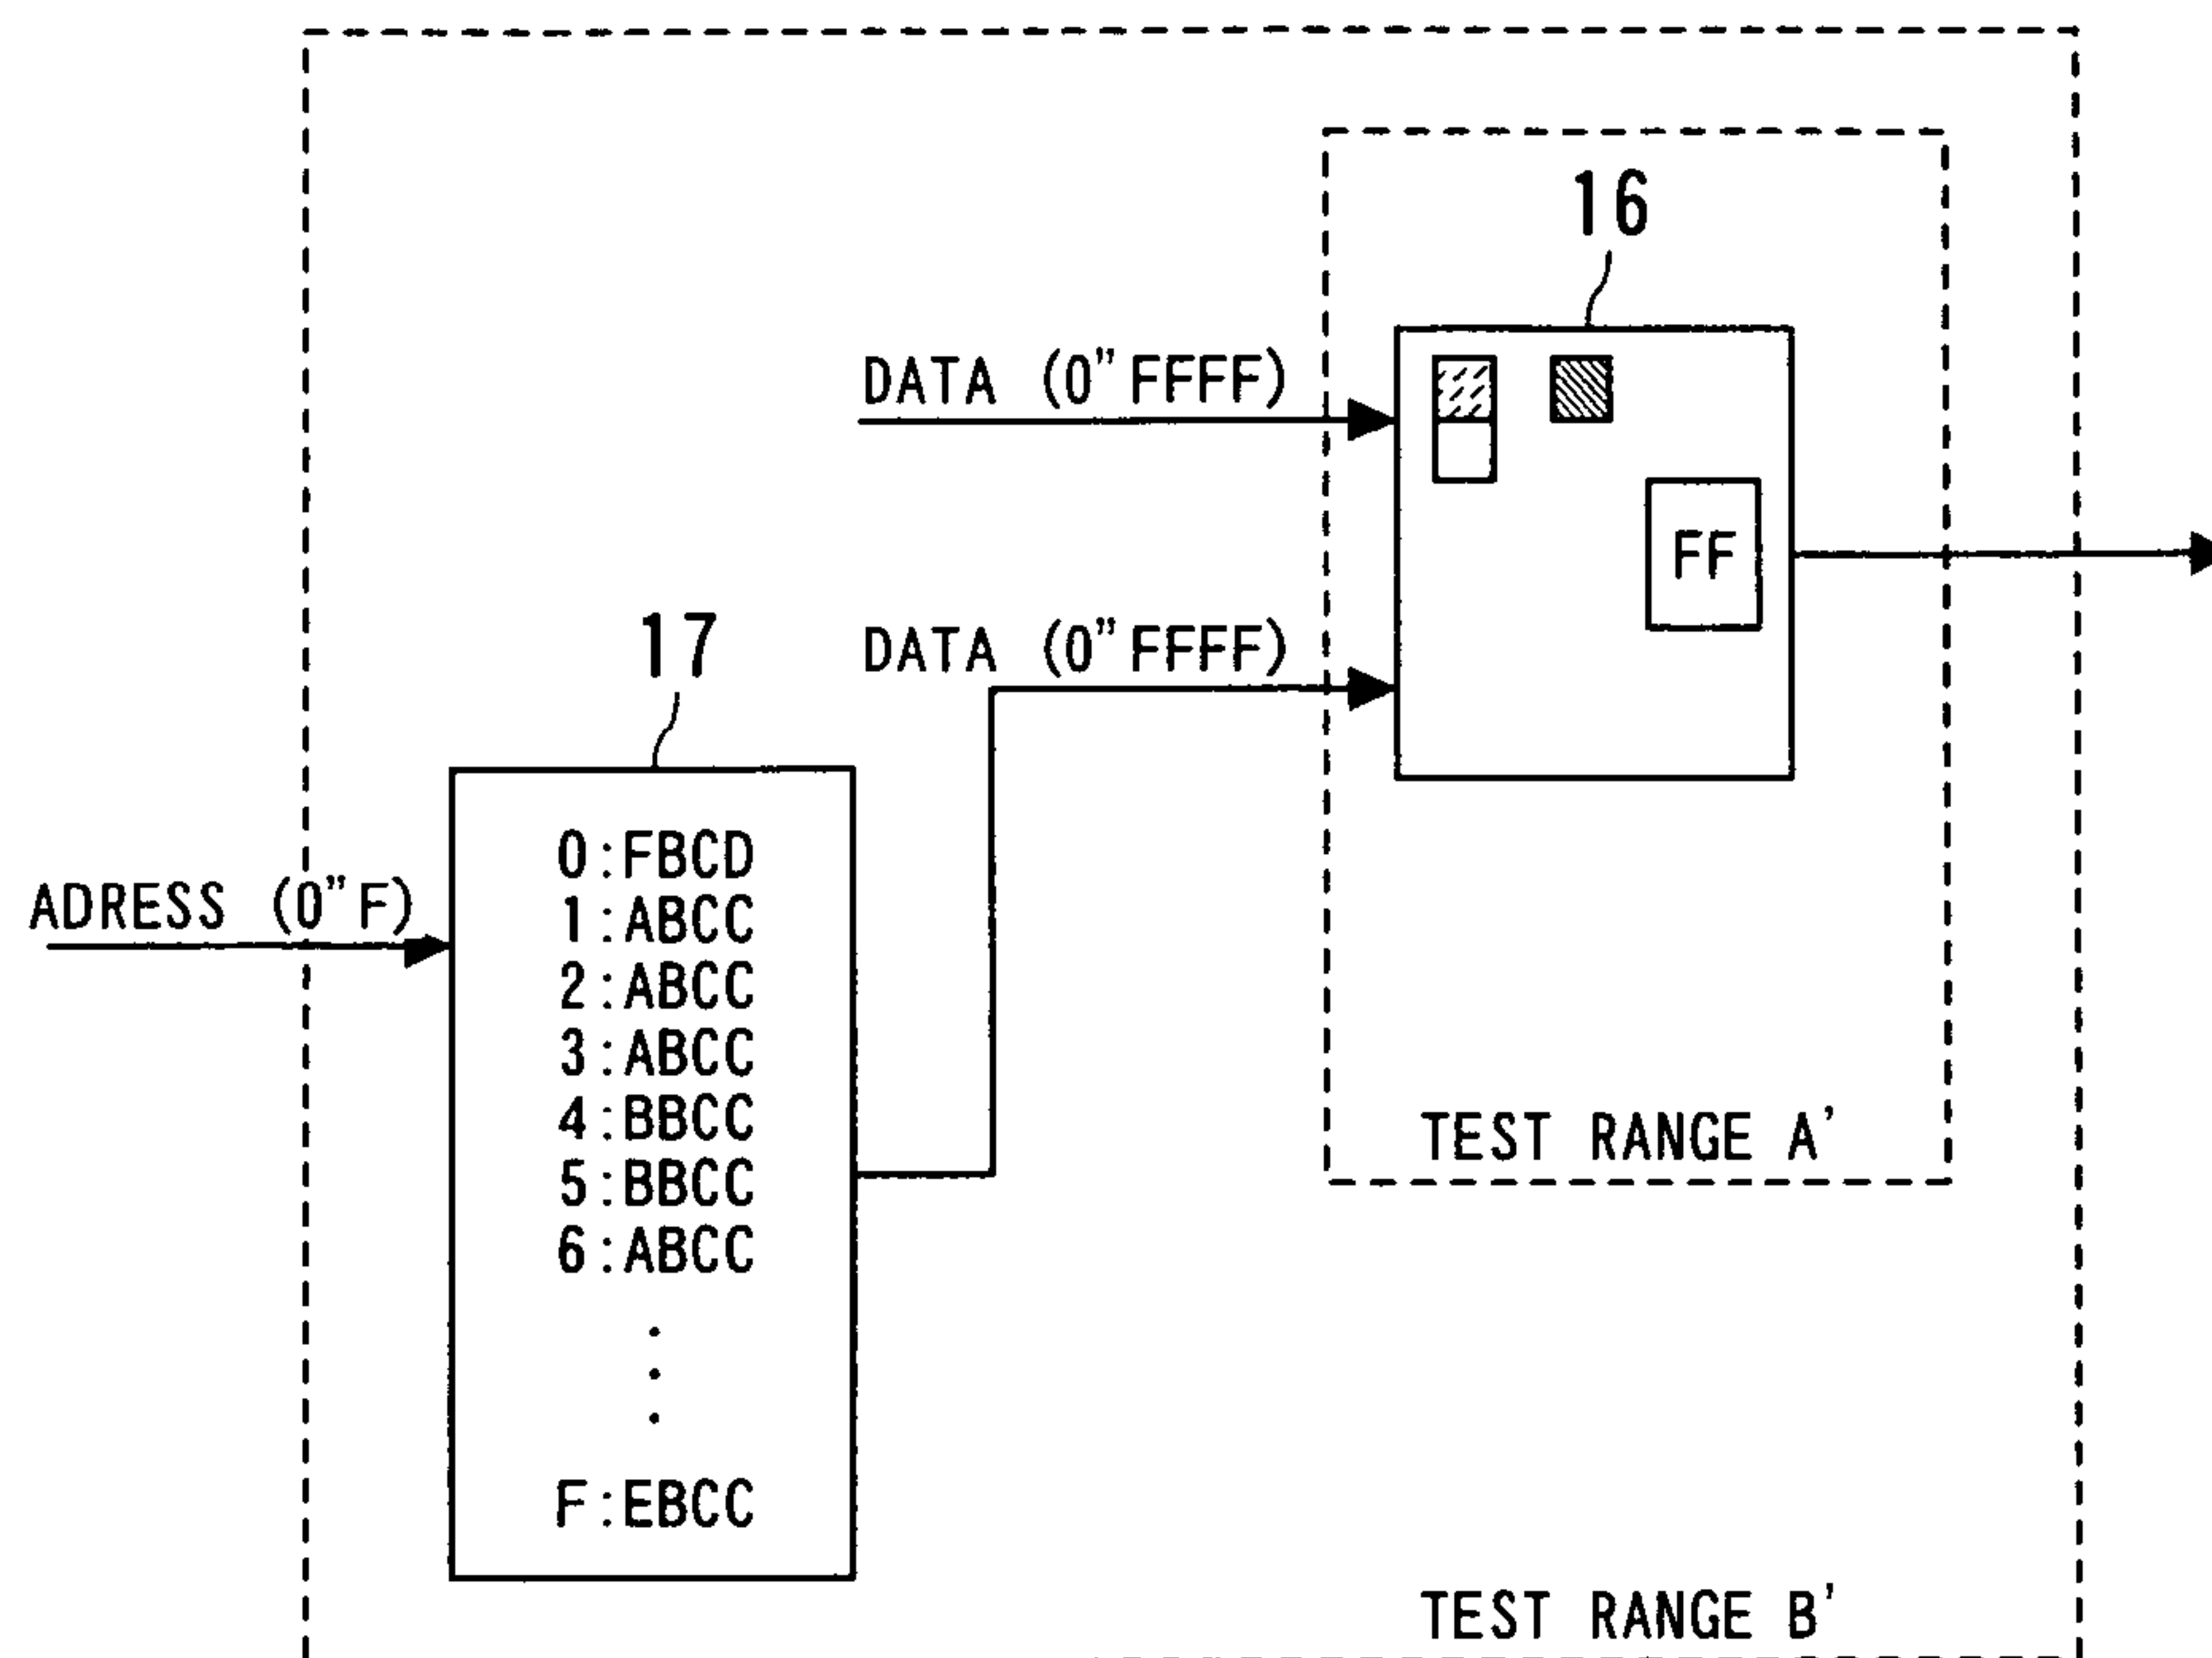 16
DATA (0"FFFF)
FF
17
DATA (0"FFFF)
ADRESS (0"F)
0:FBCD
1:ABCC
2:ABCC
3:ABCC
4:BBCC
5:BBCC
6:ABCC
F:EBCC
TEST RANGE A'
TEST RANGE B'